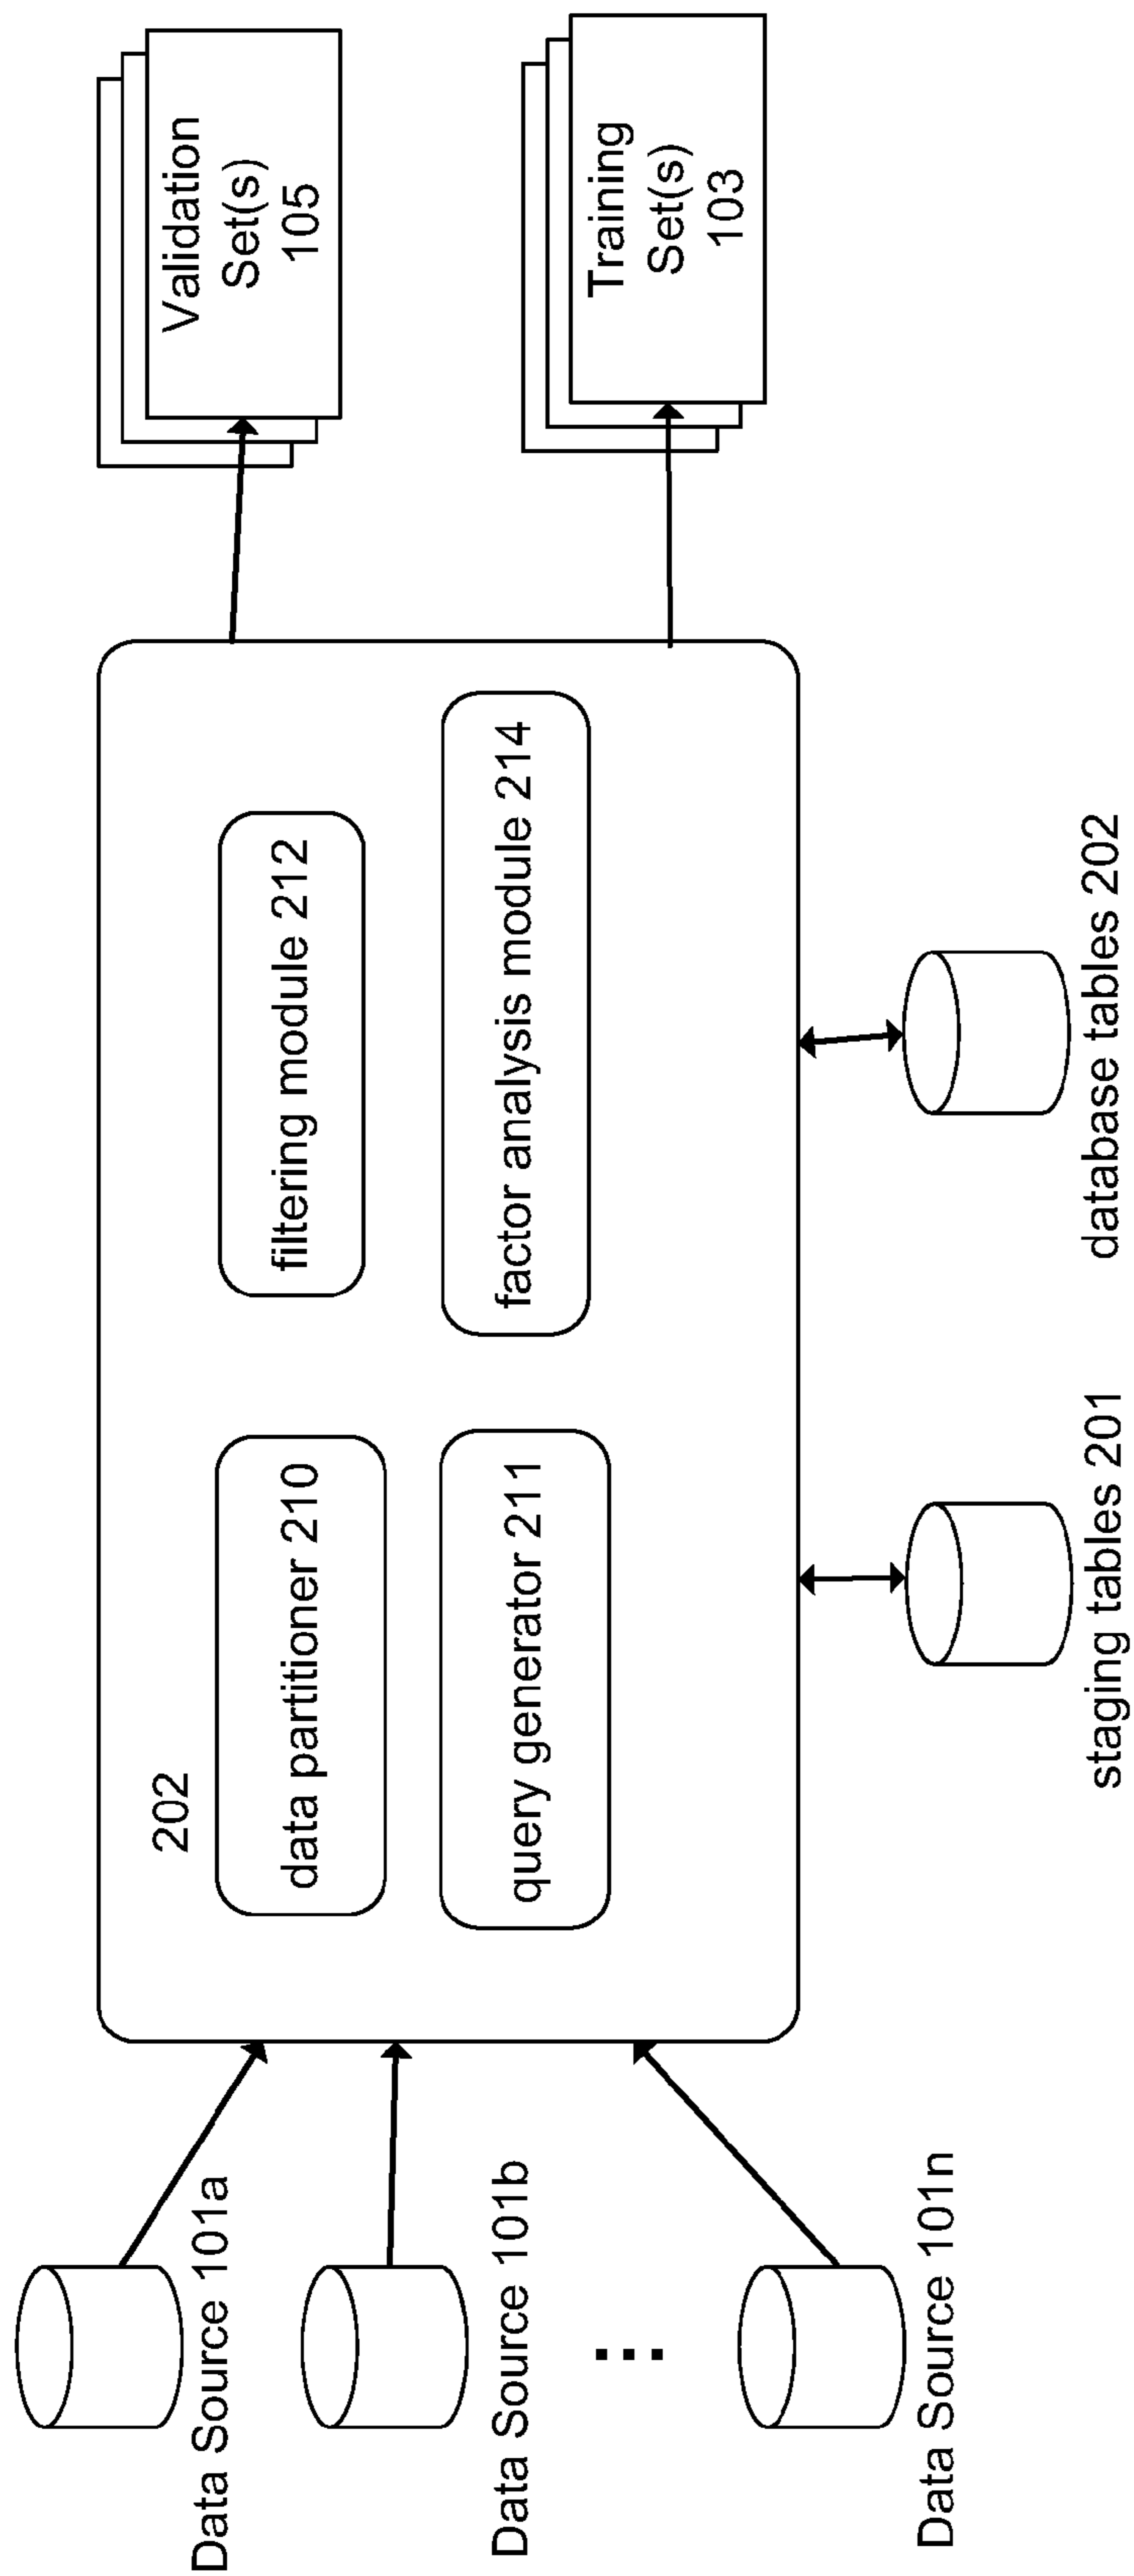 Data Source 101a
Data Source 101b
...
Data Source 101n
202
data partitioner 210
filtering module 212
query generator 211
factor analysis module 214
Validation
Set(s)
105
Training
Set(s)
103
staging tables 201
database tables 202